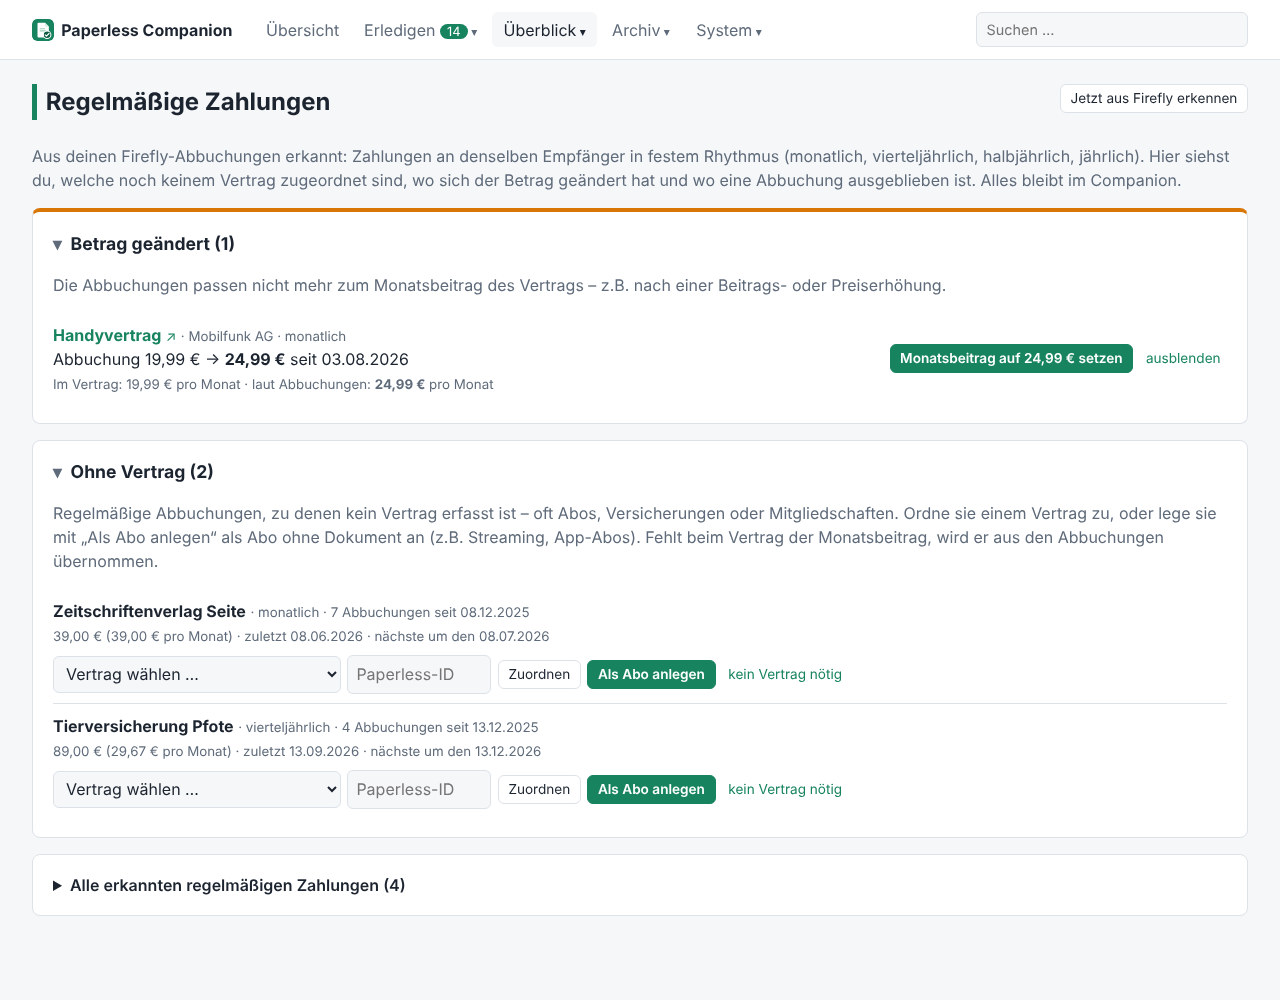 Paperless Companion Übersicht Erledigen 14 ▾ Überblick ▾ Archiv ▾ System ▾ Suchen ...
Regelmäßige Zahlungen
Jetzt aus Firefly erkennen
Aus deinen Firefly-Abbuchungen erkannt: Zahlungen an denselben Empfänger in festem Rhythmus (monatlich, vierteljährlich, halbjährlich, jährlich). Hier siehst
du, welche noch keinem Vertrag zugeordnet sind, wo sich der Betrag geändert hat und wo eine Abbuchung ausgeblieben ist. Alles bleibt im Companion.
▾ Betrag geändert (1)
Die Abbuchungen passen nicht mehr zum Monatsbeitrag des Vertrags – z.B. nach einer Beitrags- oder Preiserhöhung.
Handyvertrag ↗ · Mobilfunk AG · monatlich
Abbuchung 19,99 € → 24,99 € seit 03.08.2026
Im Vertrag: 19,99 € pro Monat · laut Abbuchungen: 24,99 € pro Monat
Monatsbeitrag auf 24,99 € setzen ausblenden
▾ Ohne Vertrag (2)
Regelmäßige Abbuchungen, zu denen kein Vertrag erfasst ist – oft Abos, Versicherungen oder Mitgliedschaften. Ordne sie einem Vertrag zu, oder lege sie
mit „Als Abo anlegen“ als Abo ohne Dokument an (z.B. Streaming, App-Abos). Fehlt beim Vertrag der Monatsbeitrag, wird er aus den Abbuchungen
übernommen.
Zeitschriftenverlag Seite · monatlich · 7 Abbuchungen seit 08.12.2025
39,00 € (39,00 € pro Monat) · zuletzt 08.06.2026 · nächste um den 08.07.2026
Vertrag wählen ... Paperless-ID Zuordnen Als Abo anlegen kein Vertrag nötig
Tierversicherung Pfote · vierteljährlich · 4 Abbuchungen seit 13.12.2025
89,00 € (29,67 € pro Monat) · zuletzt 13.09.2026 · nächste um den 13.12.2026
Vertrag wählen ... Paperless-ID Zuordnen Als Abo anlegen kein Vertrag nötig
▸ Alle erkannten regelmäßigen Zahlungen (4)